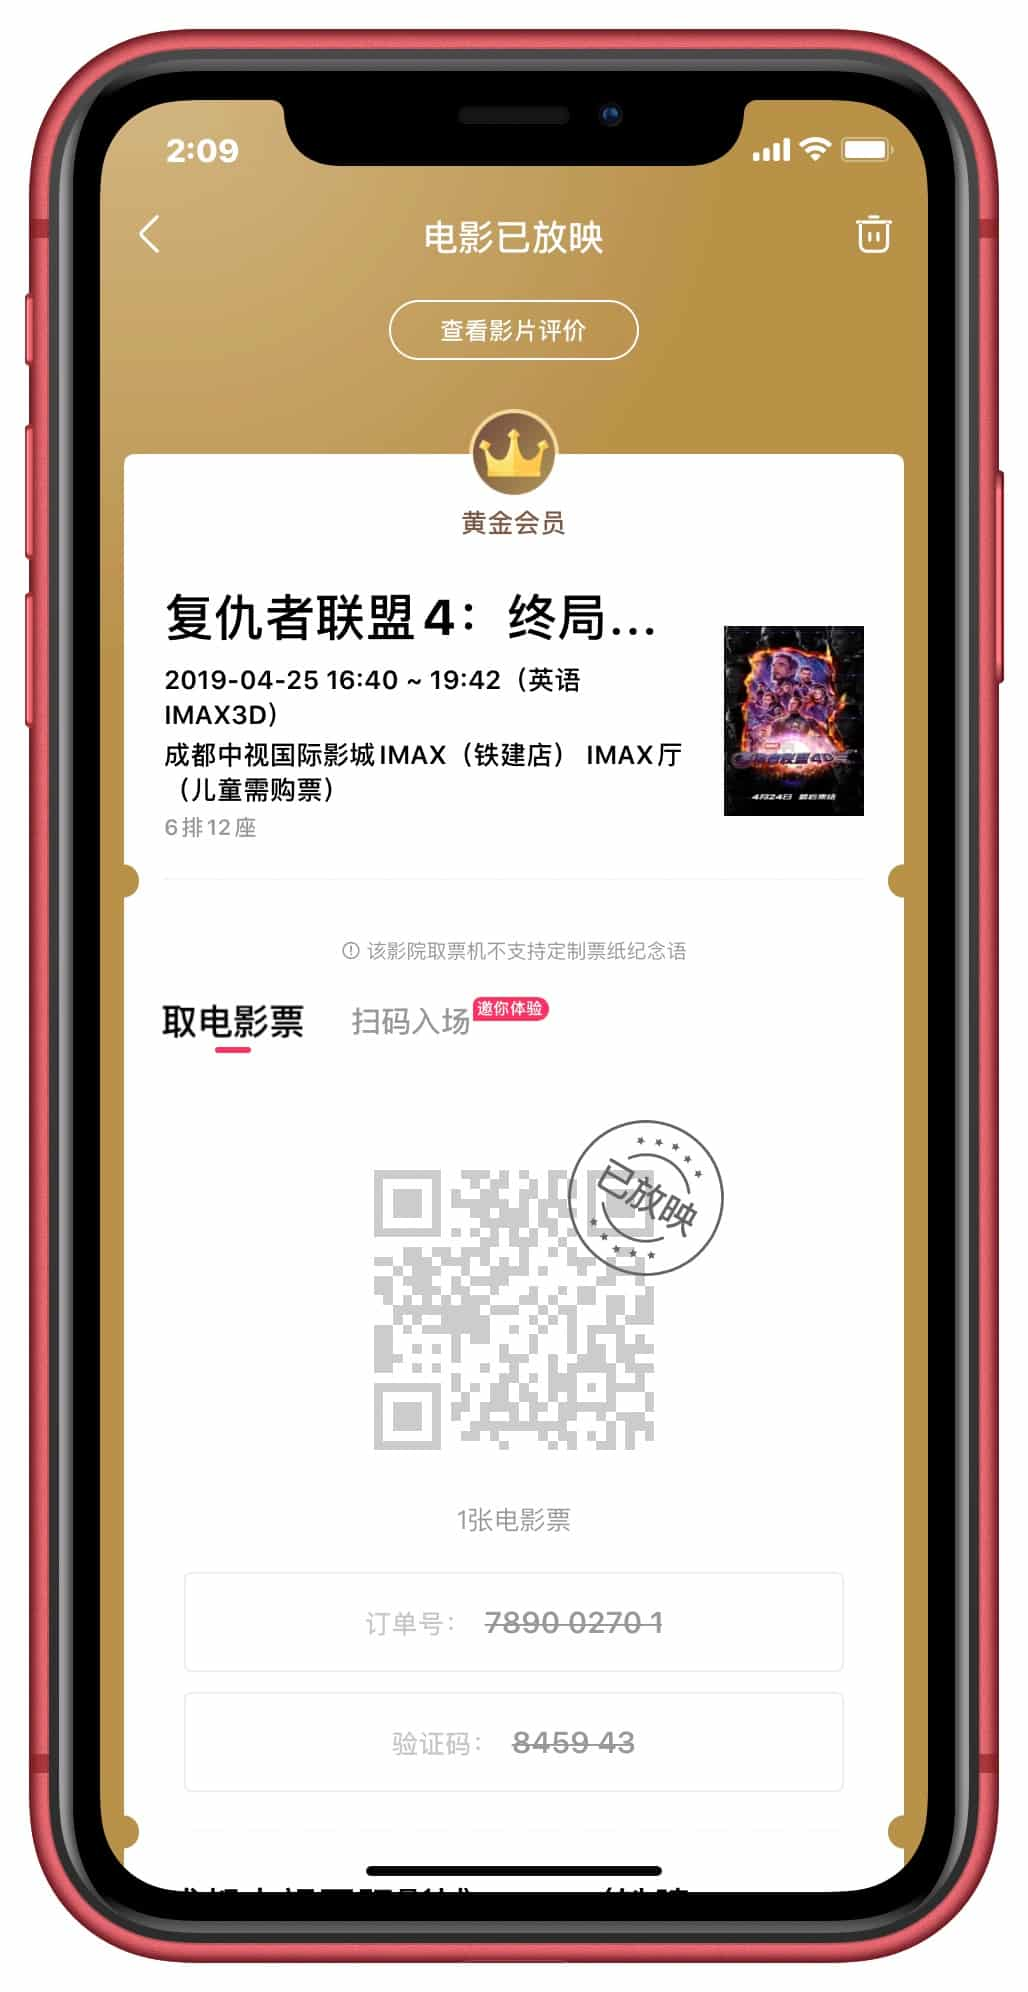 2:09
电影已放映
查看影片评价
黄金会员
复仇者联盟4：终局...
2019-04-25 16:40 ~ 19:42（英语
IMAX3D）
成都中视国际影城IMAX（铁建店） IMAX厅
（儿童需购票）
6排12座
4月24日
该影院取票机不支持定制票纸纪念语
取电影票
扫码入场
邀你体验
已放映
1张电影票
订单号： 7890 0270 1
验证码： 8459 43